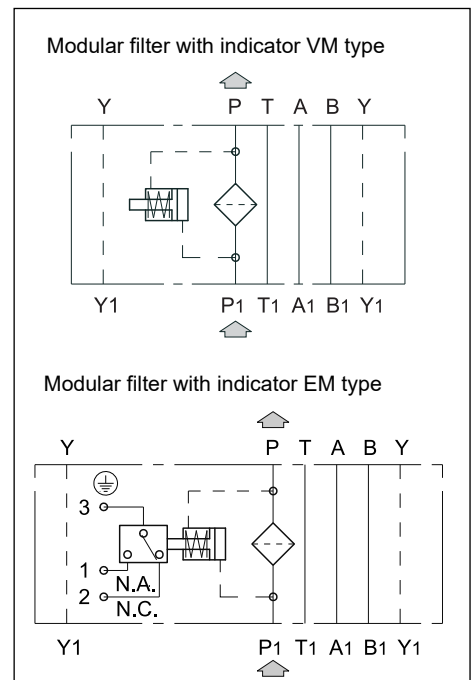 Modular filter with indicator VM type
Y P T A B Y
Y1 P1 T1 A1 B1 Y1
Modular filter with indicator EM type
Y P T A B Y
3
1
N.A.
2
N.C.
Y1 P1 T1 A1 B1 Y1